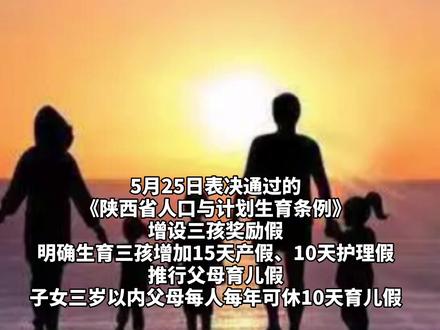 5月25日表决通过的
《陕西省人口与计划生育条例》
增设三孩奖励假
明确生育三孩增加15天产假、10天护理假
推行父母育儿假
子女三岁以内父母每人每年可休10天育儿假